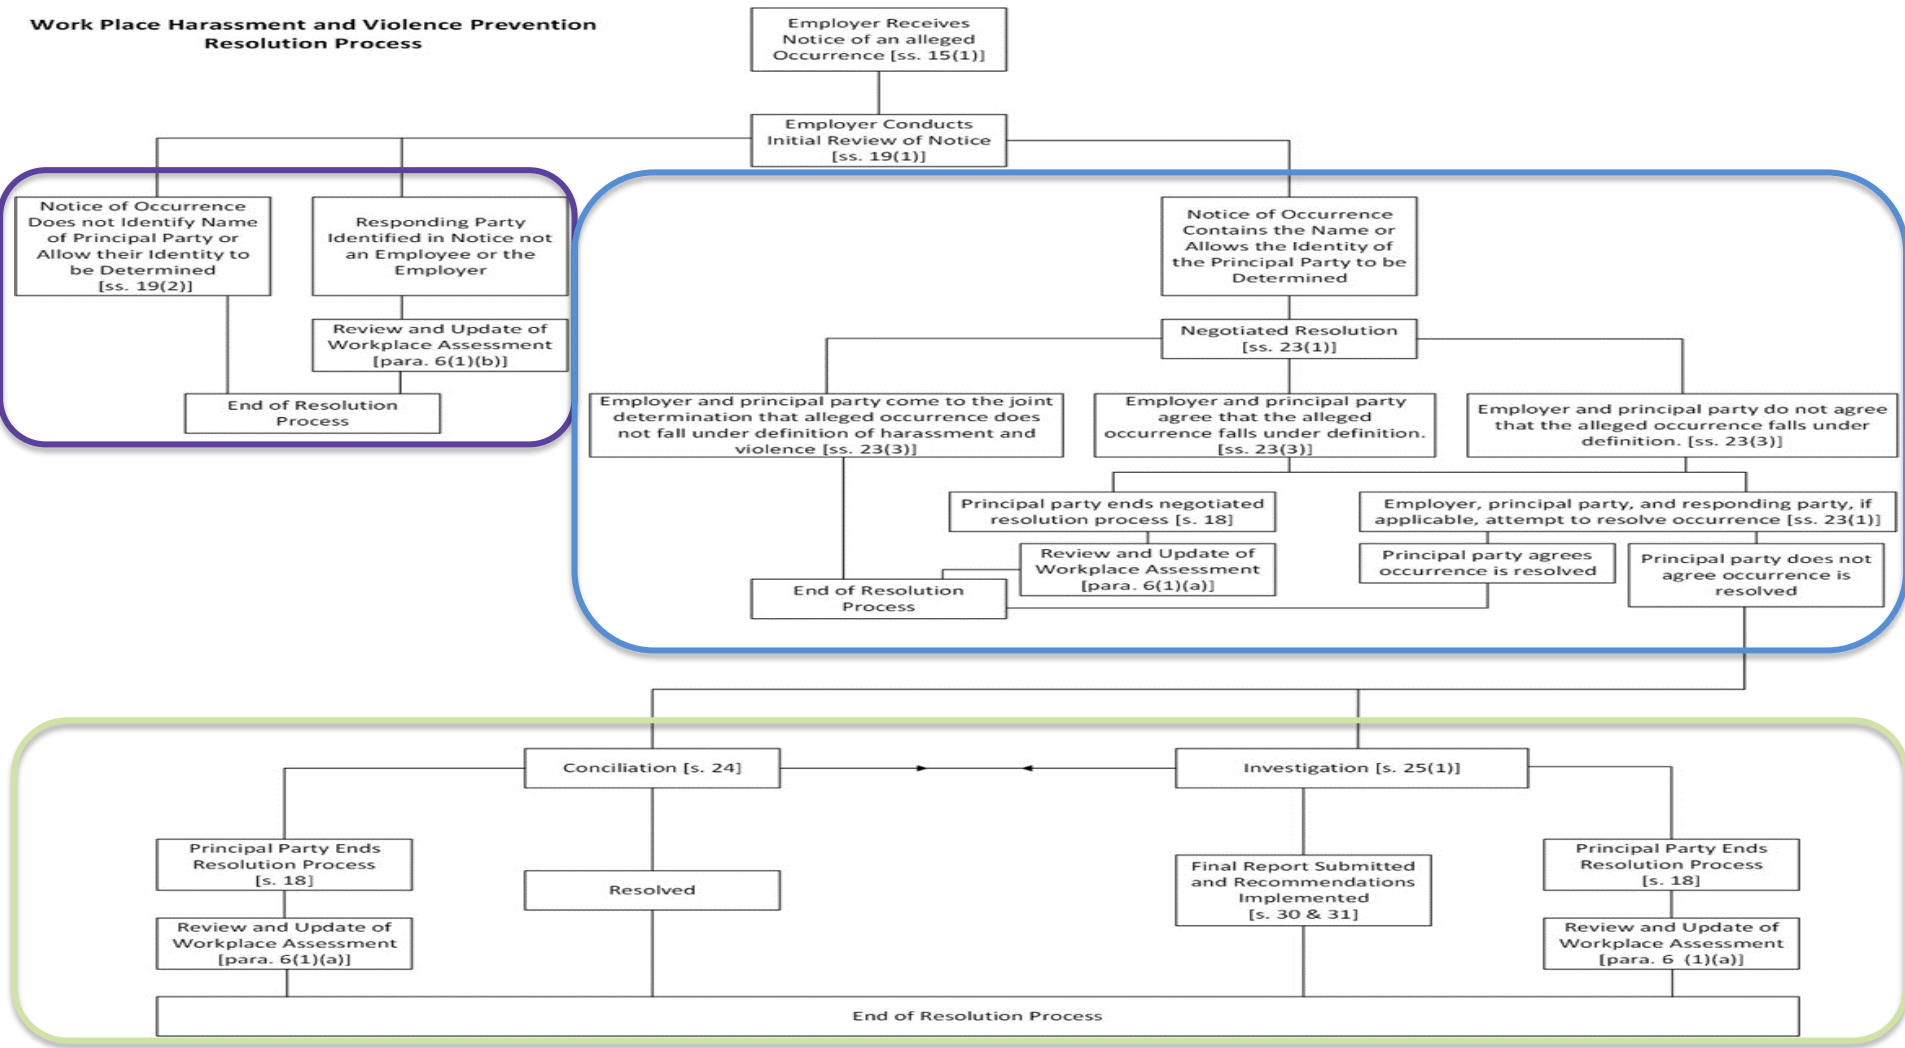 Work Place Harassment and Violence Prevention
Resolution Process
Employer Receives
Notice of an alleged
Occurrence [ss. 15(1)]
Employer Conducts
Initial Review of Notice
[ss. 19(1)]
Notice of Occurrence
Does not Identify Name
of Principal Party or
Allow their Identity to
be Determined
[ss. 19(2)]
Responding Party
Identified in Notice not
an Employee or the
Employer
Review and Update of
Workplace Assessment
[para. 6(1)(b)]
End of Resolution
Process
Notice of Occurrence
Contains the Name or
Allows the Identity of
the Principal Party to be
Determined
Negotiated Resolution
[ss. 23(1)]
Employer and principal party come to the joint
determination that alleged occurrence does
not fall under definition of harassment and
violence [ss. 23(3)]
Employer and principal party
agree that the alleged
occurrence falls under definition.
[ss. 23(3)]
Employer and principal party do not agree
that the alleged occurrence falls under
definition. [ss. 23(3)]
Principal party ends negotiated
resolution process [s. 18]
Employer, principal party, and responding party, if
applicable, attempt to resolve occurrence [ss. 23(1)]
Review and Update of
Workplace Assessment
[para. 6(1)(a)]
Principal party agrees
occurrence is resolved
Principal party does not
agree occurrence is
resolved
End of Resolution
Process
Conciliation [s. 24]
Investigation [s. 25(1)]
Principal Party Ends
Resolution Process
[s. 18]
Resolved
Final Report Submitted
and Recommendations
Implemented
[s. 30 & 31]
Principal Party Ends
Resolution Process
[s. 18]
Review and Update of
Workplace Assessment
[para. 6(1)(a)]
Review and Update of
Workplace Assessment
[para. 6 (1)(a)]
End of Resolution Process